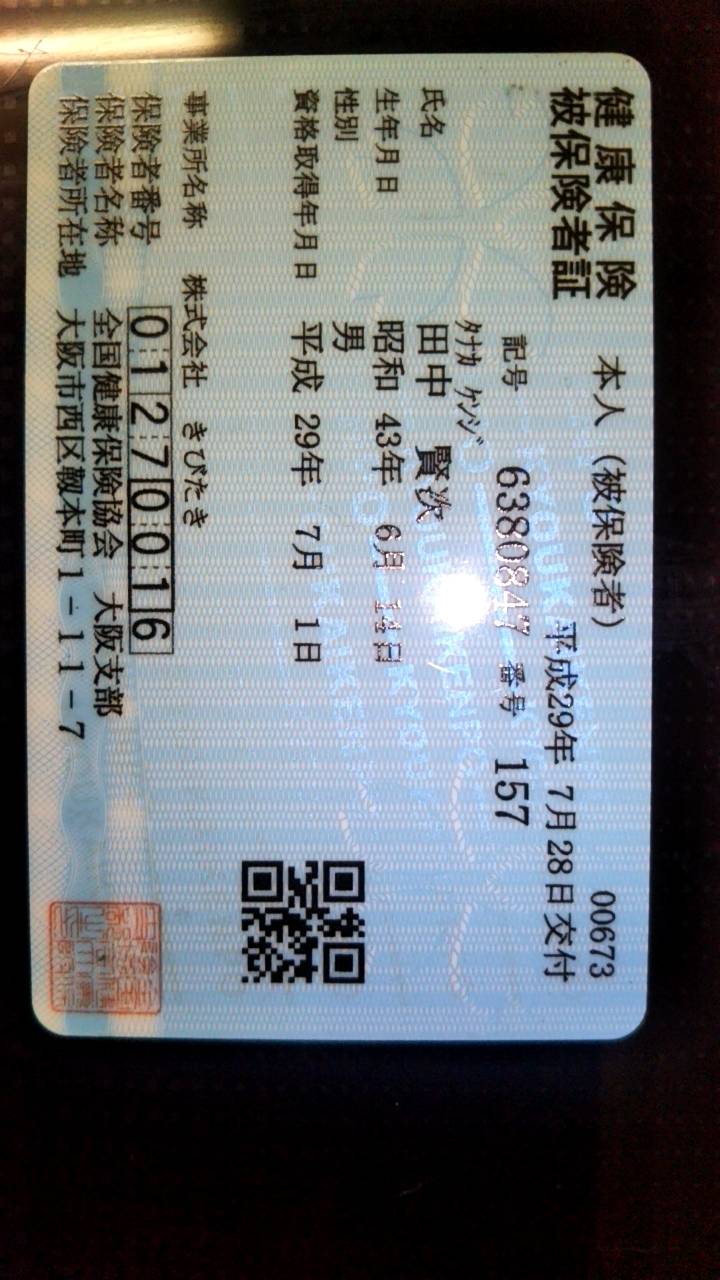 健康保険 本人（被保険者） 00673
被保険者証 平成29年 7月28日交付
記号 6380847 番号 157
ﾀﾅｶ ｹﾝｼﾞ
氏名 田中 賢次
生年月日 昭和 43年 6月 14日
性別 男
資格取得年月日 平成 29年 7月 1日
事業所名称 株式会社 きびたき
保険者番号 01270016
保険者名称 全国健康保険協会 大阪支部
保険者所在地 大阪市西区靱本町1-11-7